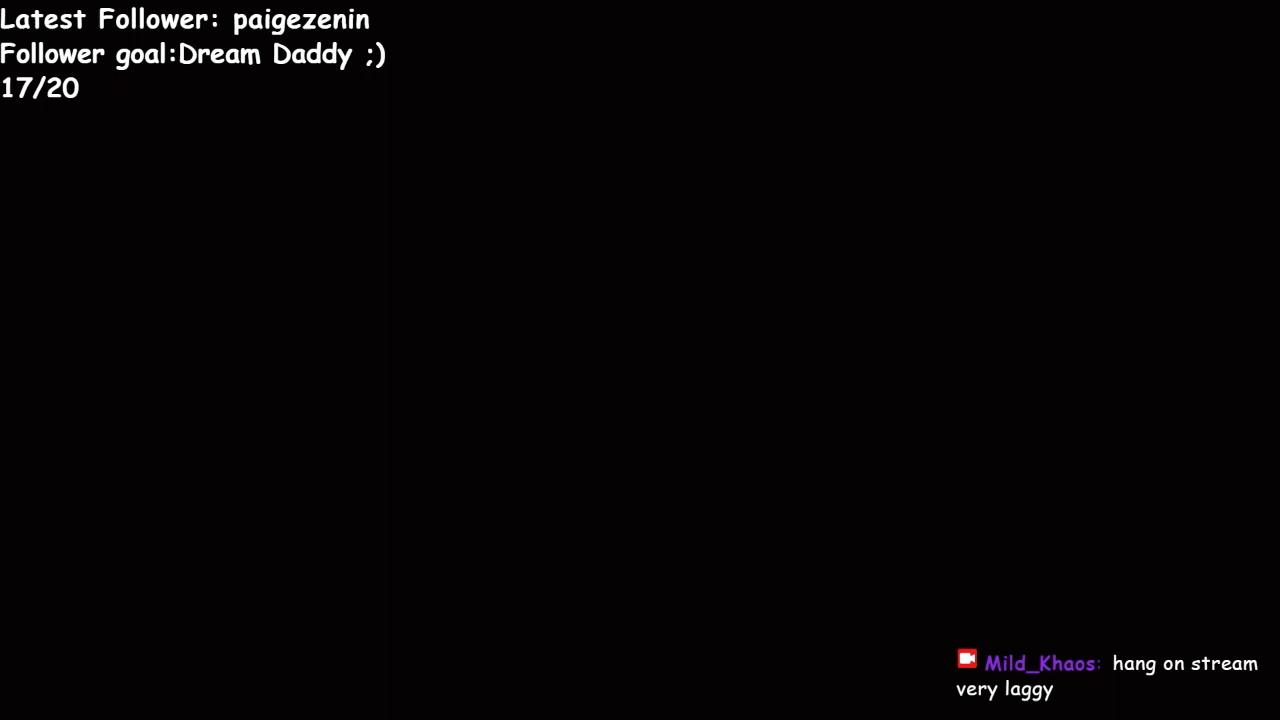 Latest Follower: paigezenin
Follower goal:Dream Daddy ;)
17/20
Mild_Khaos: hang on stream
very laggy